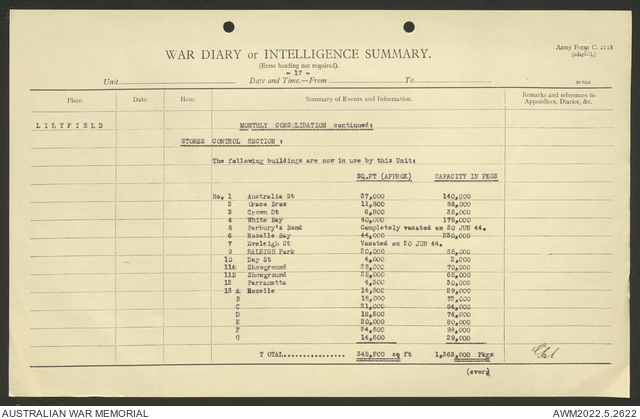 Army Form C. 2118
WAR DIARY or INTELLIGENCE SUMMARY.
(Erase heading not required).
- 17 -
Unit Date and Time.—From To
Place. Date. Hour. Summary of Events and Information. Remarks and references to Appendices, Diaries, &c.
LILYFIELD MONTHLY CONSOLIDATION continued:
STORES CONTROL SECTION:
The following buildings are now in use by this Unit:
SQ.FT (APPROX) CAPACITY IN PKGS
No. 1 Australia St 37,000 140,000
2 Grace Bros 11,500 88,000
3 Crown St 6,900 35,000
4 White Bay 40,000 175,000
5 Parbury's Bond Completely vacated on 30 JUN 44.
6 Rozelle Bay 44,000 230,000
7 Eveleigh St Vacated on 20 JUN 44.
9 RALEIGH Park 20,000
10 Day St 4,000 2,000
11A Showground 25,000 70,000
11B Showground 25,000 65,000
12 Parramatta 4,500 30,000
13 A Rozelle 14,500 29,000
B 18,000 72,000
C 21,000 84,000
D 18,500 74,000
E 20,000 80,000
F 24,500 98,000
G 14,500 29,000
TOTAL................ 348,900 sq ft 1,363,000 Pkgs
(over)
AUSTRALIAN WAR MEMORIAL AWM2022.5.2622